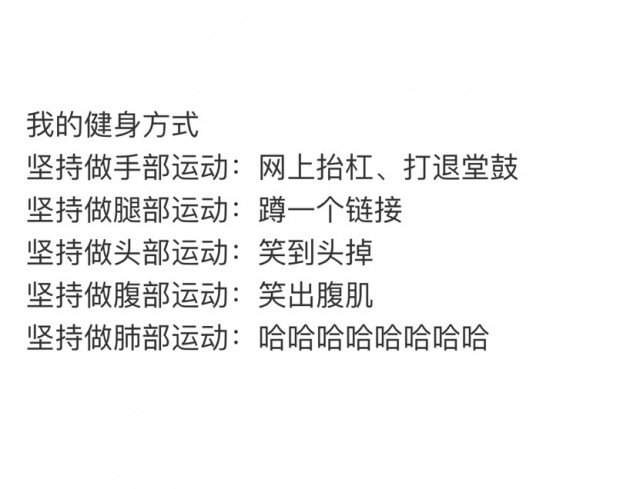 我的健身方式
坚持做手部运动：网上抬杠、打退堂鼓
坚持做腿部运动：蹲一个链接
坚持做头部运动：笑到头掉
坚持做腹部运动：笑出腹肌
坚持做肺部运动：哈哈哈哈哈哈哈哈